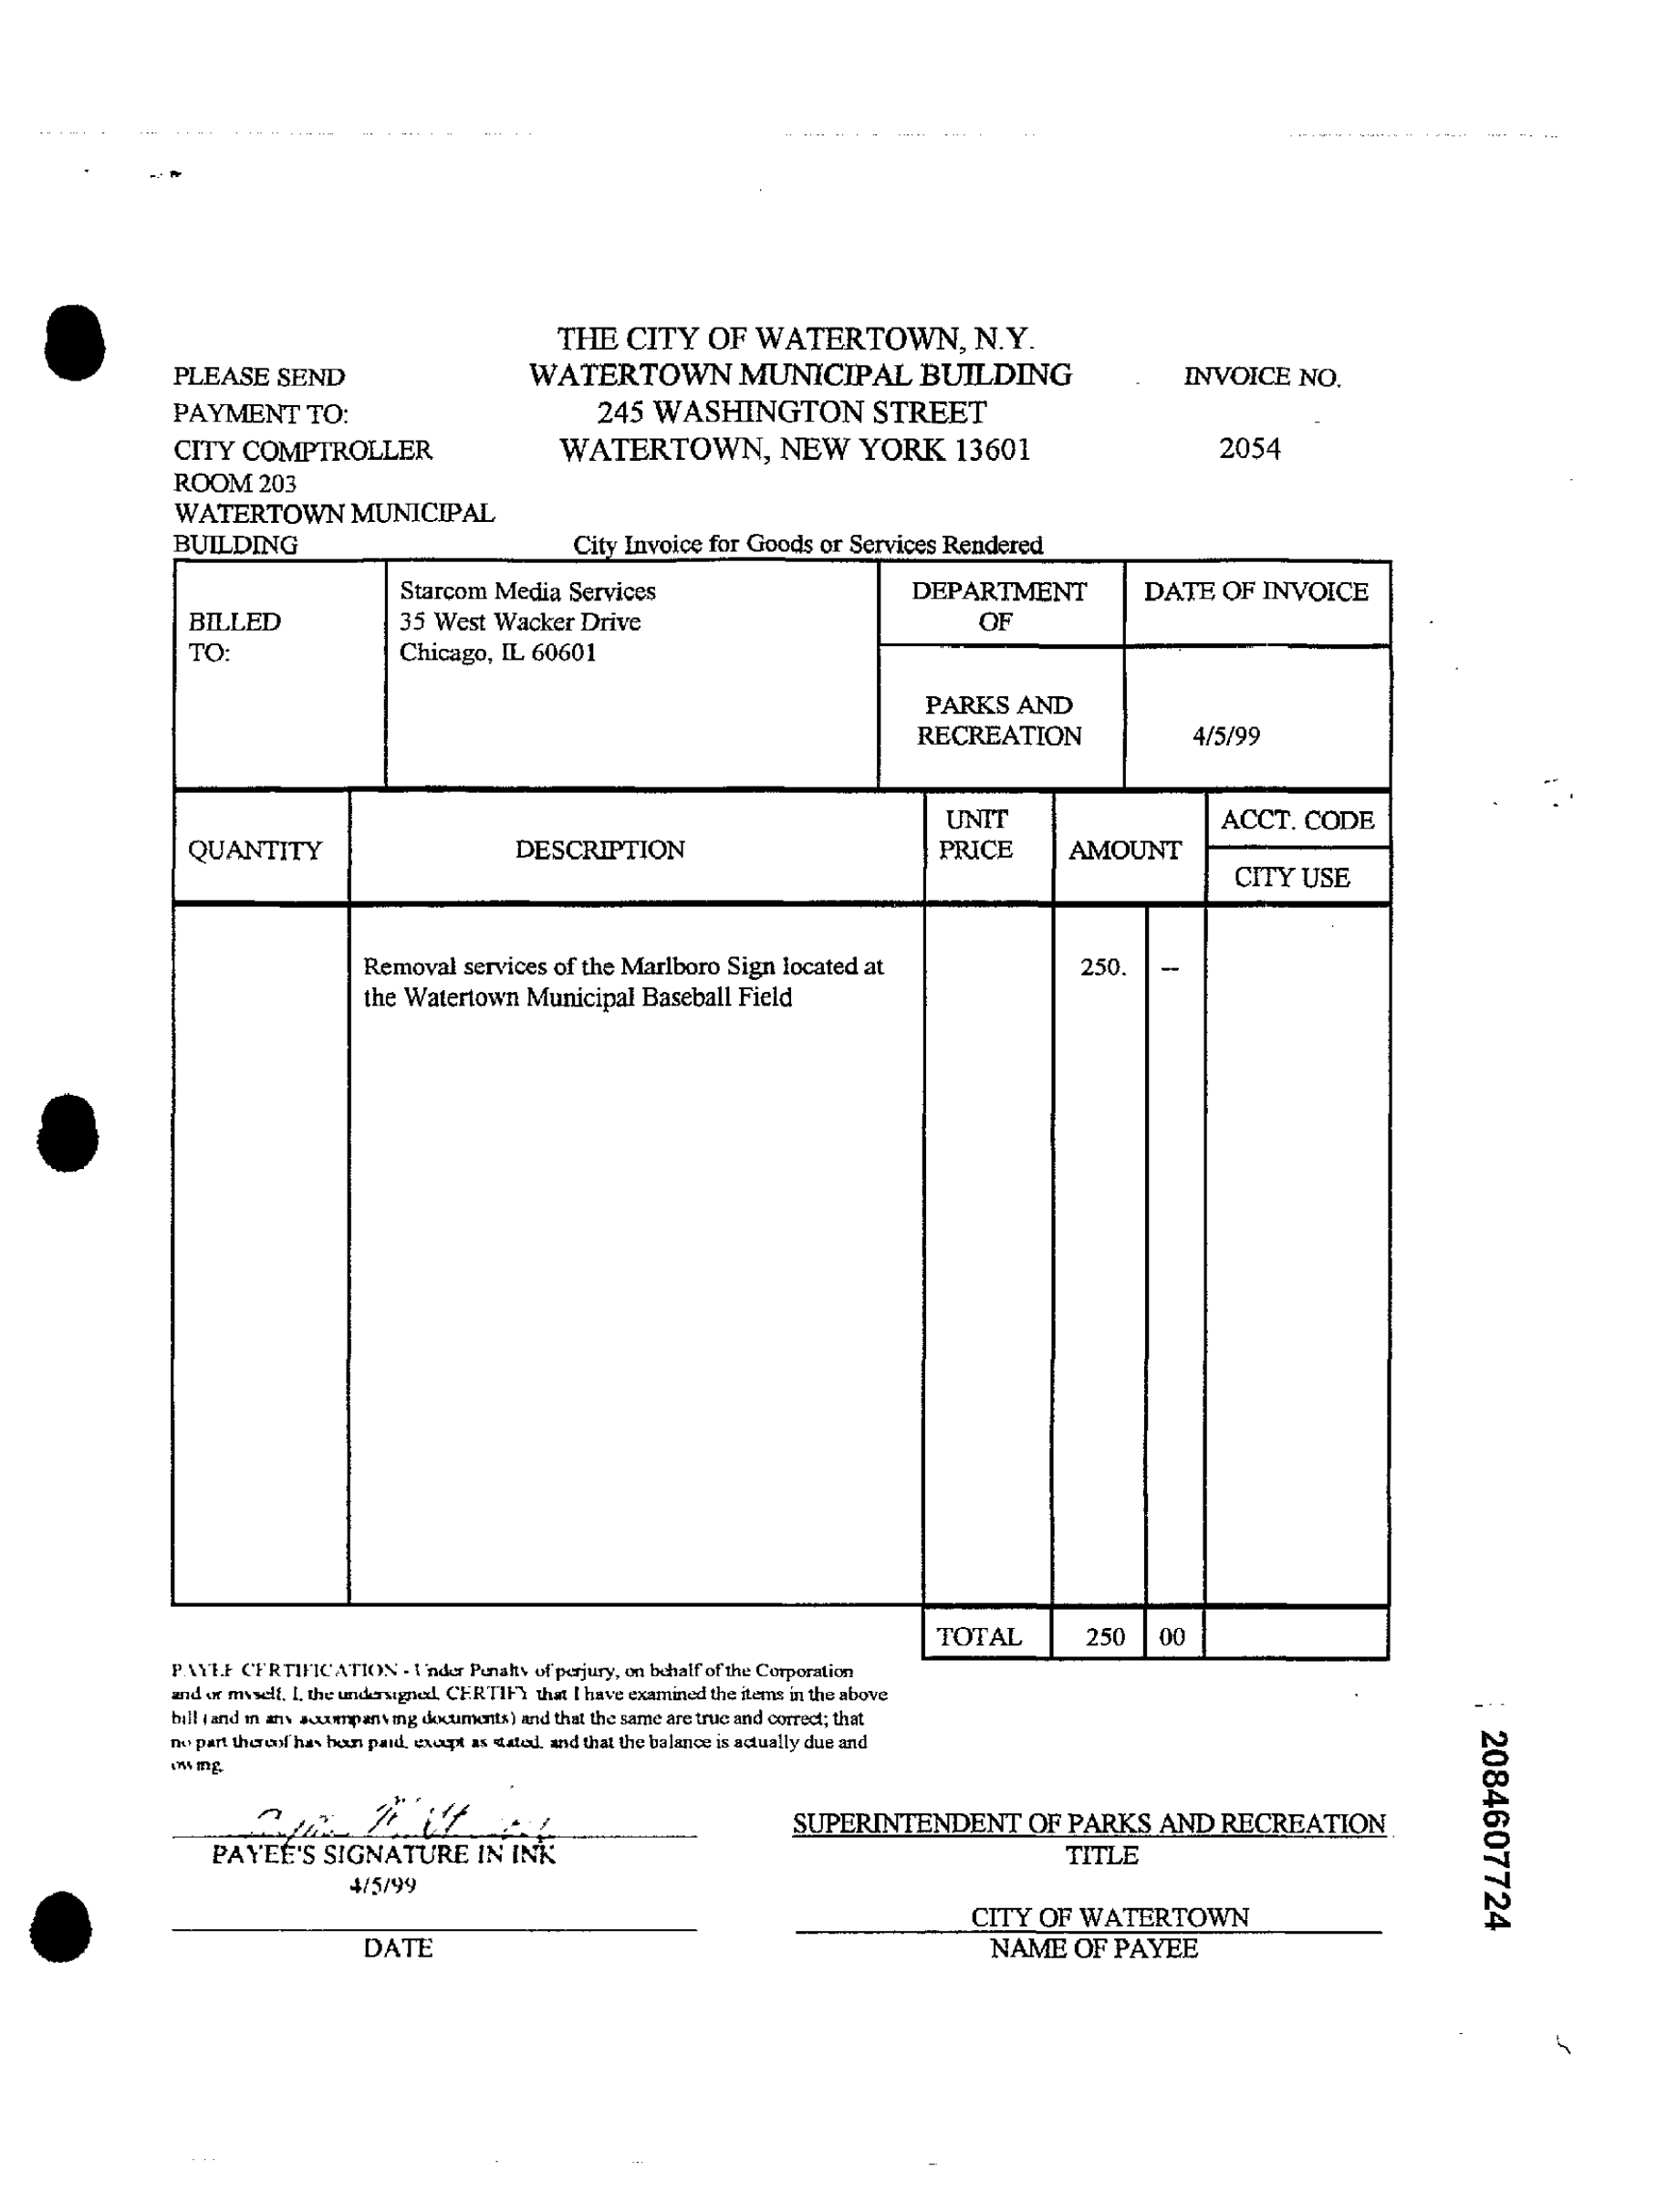 THE CITY OF WATERTOWN, N.Y.
PLEASE SEND WATERTOWN MUNICIPAL BUILDING INVOICE NO.
PAYMENT TO: 245 WASHINGTON STREET
CITY COMPTROLLER WATERTOWN, NEW YORK 13601 2054
ROOM 203
WATERTOWN MUNICIPAL
BUILDING City Invoice for Goods or Services Rendered
Starcom Media Services DEPARTMENT DATE OF INVOICE
BILLED 35 West Wacker Drive OF
TO: Chicago, IL 60601
PARKS AND
RECREATION 4/5/99
UNIT ACCT. CODE
QUANTITY DESCRIPTION PRICE AMOUNT
CITY USE
Removal services of the Marlboro Sign located at 250. --
the Watertown Municipal Baseball Field
TOTAL 250 00
PAYEE CERTIFICATION - Under Penalty of perjury, on behalf of the Corporation
and or myself, I, the undersigned, CERTIFY that I have examined the items in the above
bill (and in any accompanying documents) and that the same are true and correct; that
no part thereof has been paid, except as stated, and that the balance is actually due and
owing.
SUPERINTENDENT OF PARKS AND RECREATION
PAYEE'S SIGNATURE IN INK TITLE
4/5/99
CITY OF WATERTOWN
DATE NAME OF PAYEE
2084607724